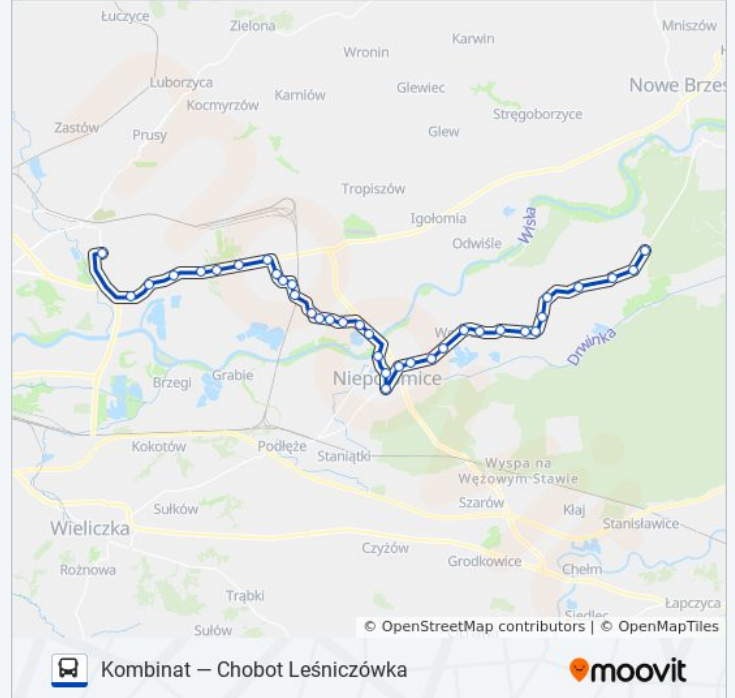 Łuczyce
Zielona
Mniszów
Karwin
Wronin
Luborzyca
Glewiec
Nowe Brzes
Karniów
Kocmyrzów
Stręgoborzyce
Zastów
Prusy
Glew
Tropiszów
Igołomia
Wisła
Odwiśle
Drwinka
Brzegi
Grabie
Niepołomice
Kokotów
Podłęże
Staniątki
Wyspa na
Wężowym Stawie
Szarów
Sułków
Kłaj
Stanisławice
Wieliczka
Czyżów
Grodkowice
Rożnowa
Chełm
Trąbki
Łapczyca
Siedlec
Sułów
© OpenStreetMap contributors | © OpenMapTiles
Kombinat — Chobot Leśniczówka
moovit